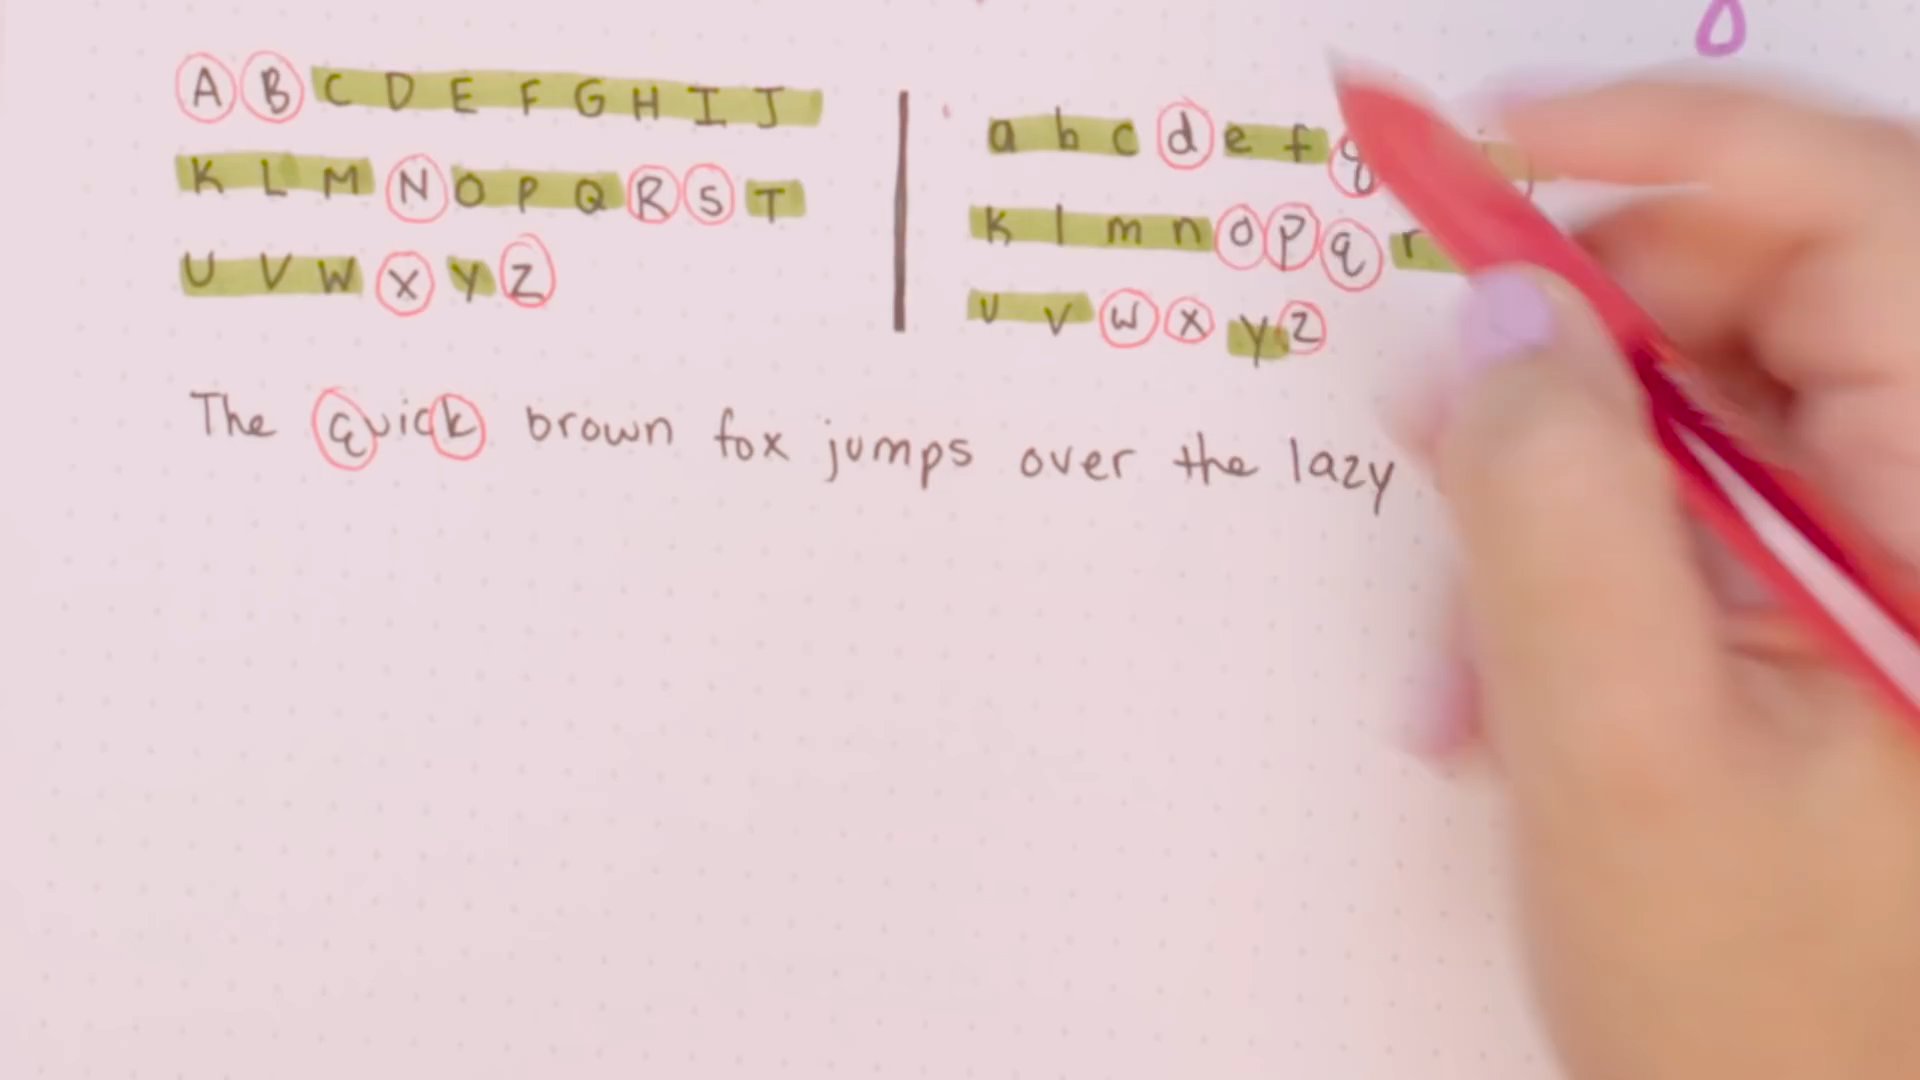 A B C D E F G H I J
K L M N O P Q R S T
U V W X Y Z
a b c d e f g
k l m n o p q r
u v w x y z
The quick brown fox jumps over the lazy